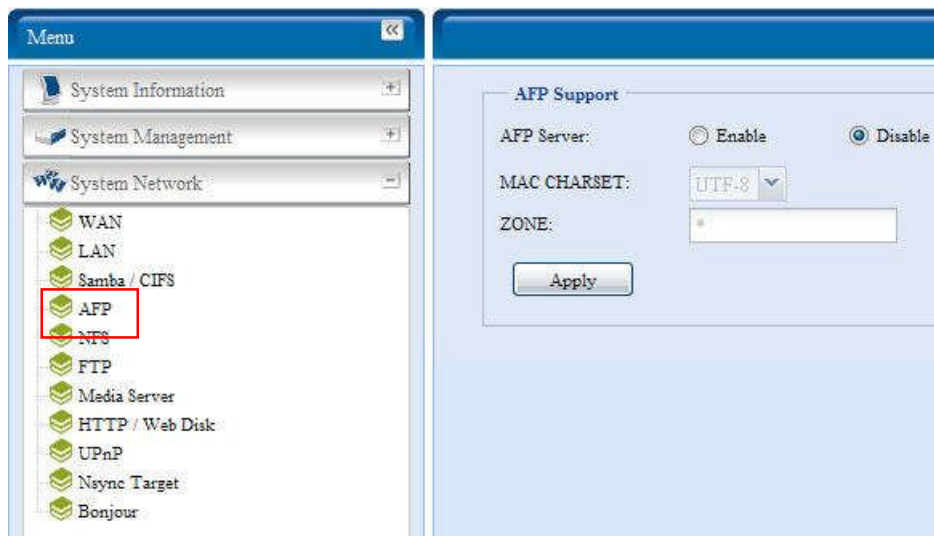 Menu
System Information
System Management
System Network
WAN
LAN
Samba / CIFS
AFP
NFS
FTP
Media Server
HTTP / Web Disk
UPnP
Nsync Target
Bonjour
AFP Support
AFP Server: Enable Disable
MAC CHARSET: UTF-8
ZONE: *
Apply